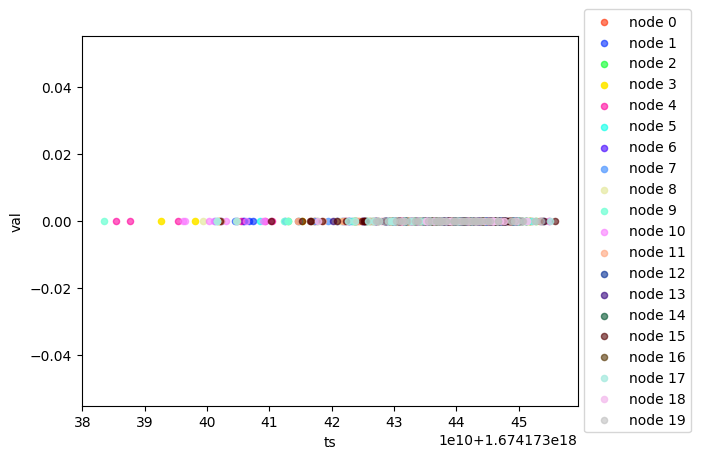 node 0
node 1
node 2
node 3
node 4
node 5
node 6
node 7
node 8
node 9
node 10
node 11
node 12
node 13
node 14
node 15
node 16
node 17
node 18
node 19
val
0.04
0.02
0.00
−0.02
−0.04
38 39 40 41 42 43 44 45
ts
1e10+1.674173e18